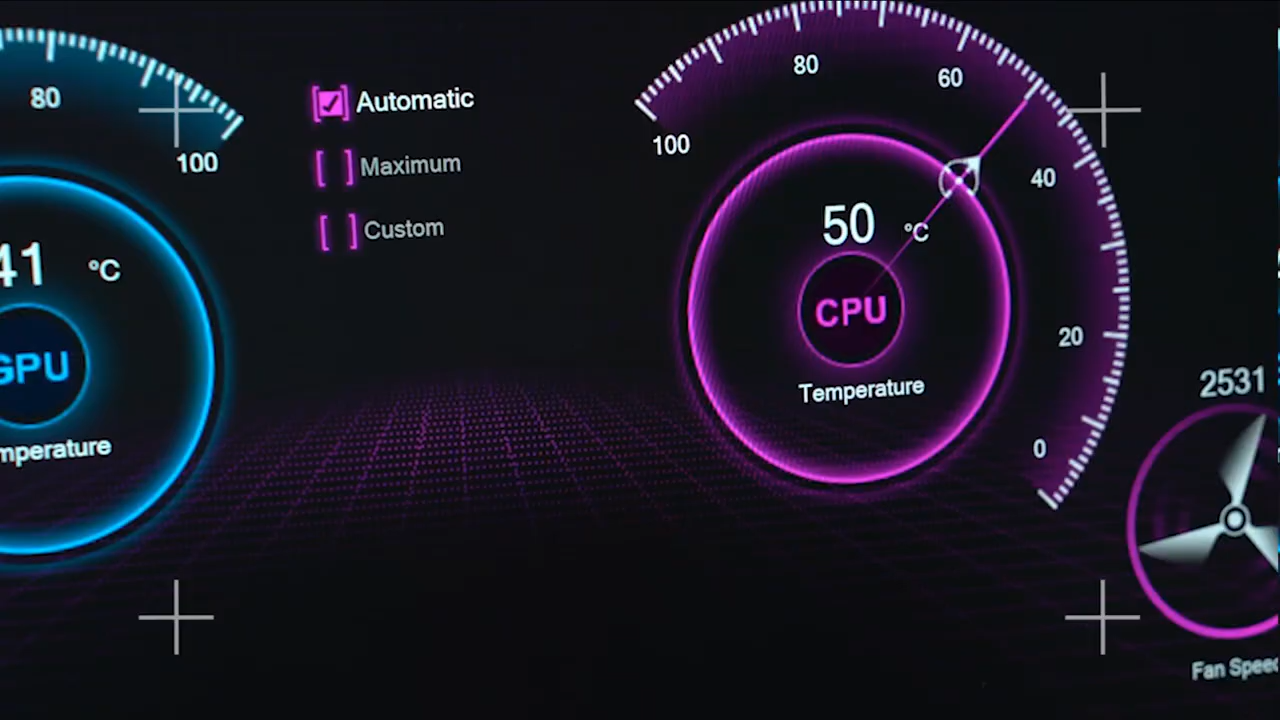 80
100
41 °C
GPU
mperature
Automatic
Maximum
Custom
100
80
60
40
20
0
50 °C
CPU
Temperature
2531
Fan Speed